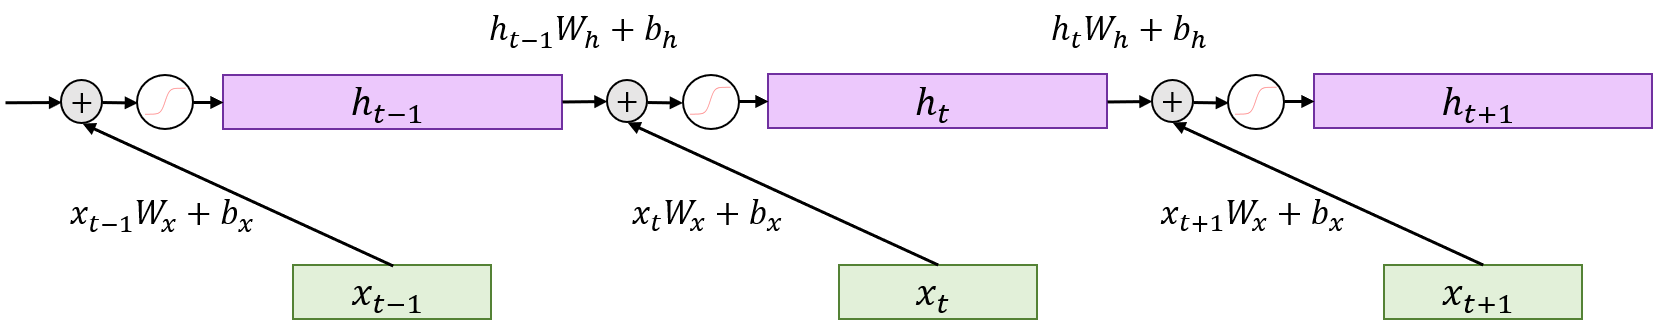 h_{t-1}W_h + b_h
h_tW_h + b_h
+
h_{t-1}
+
h_t
+
h_{t+1}
x_{t-1}W_x + b_x
x_tW_x + b_x
x_{t+1}W_x + b_x
x_{t-1}
x_t
x_{t+1}